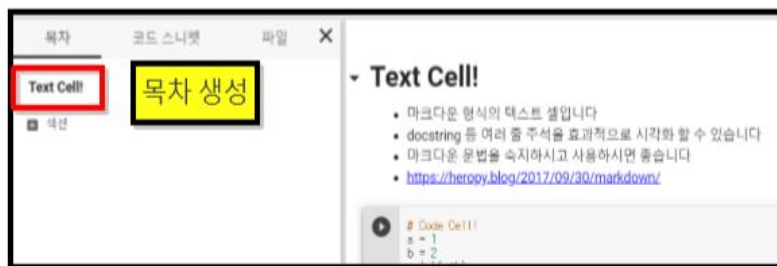 목차 코드 스니펫 파일 ×
Text Cell!
목차 생성
섹션
Text Cell!
마크다운 형식의 텍스트 셀입니다
docstring 등 여러 줄 주석을 효과적으로 시각화 할 수 있습니다
마크다운 문법을 숙지하시고 사용하시면 좋습니다
https://heropy.blog/2017/09/30/markdown/
# Code Cell!
a = 1
b = 2